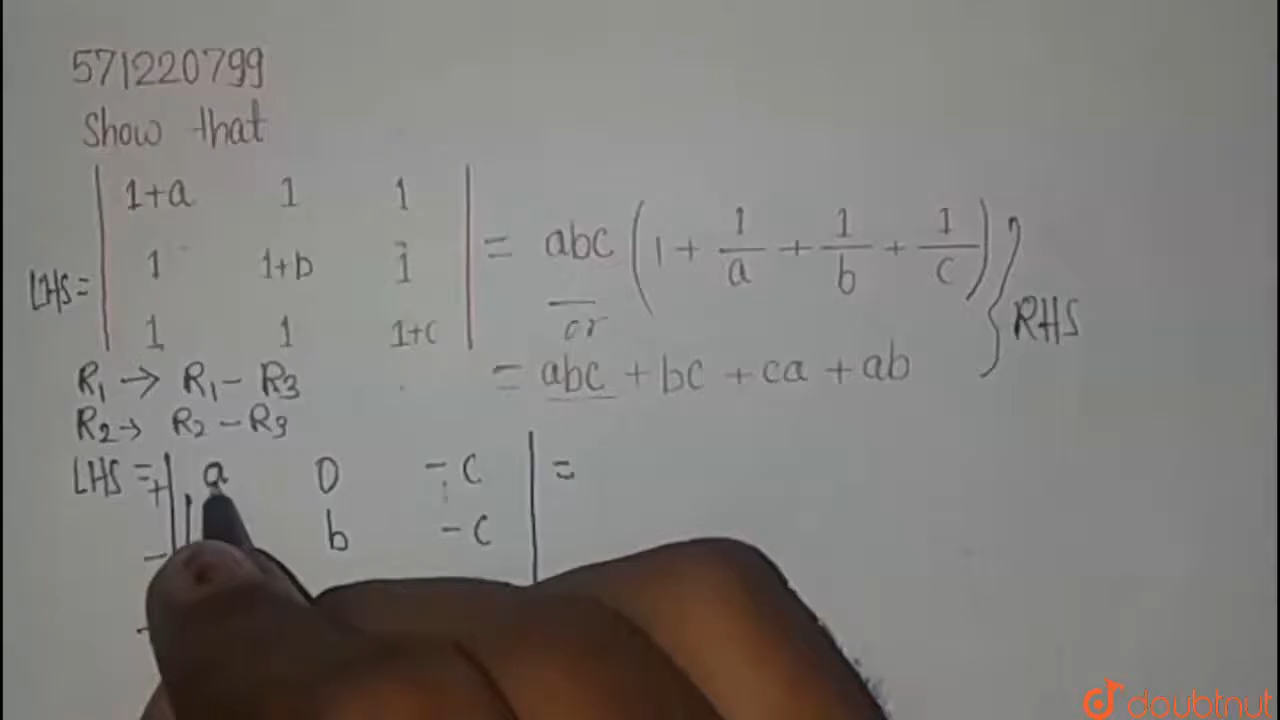 571220799
Show that
LHS = | 1+a 1 1 | = abc ( 1 + 1/a + 1/b + 1/c ) } RHS
1 1+b 1
or
1 1 1+c
= abc + bc + ca + ab
R1 → R1 - R3
R2 → R2 - R3
LHS = + | a 0 -c | =
- b -c
doubtnut